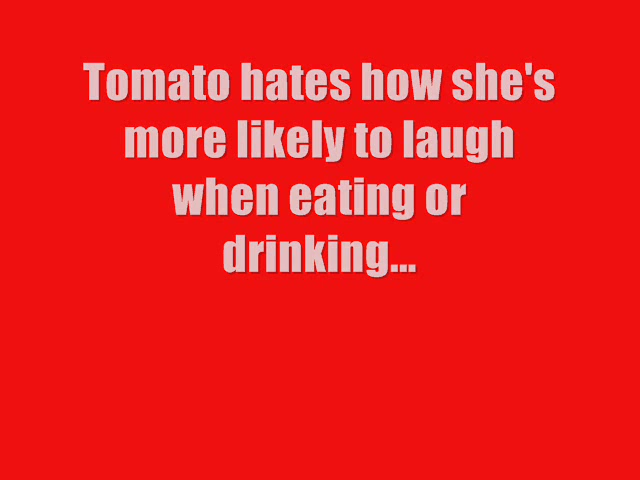 Tomato hates how she's
more likely to laugh
when eating or
drinking...